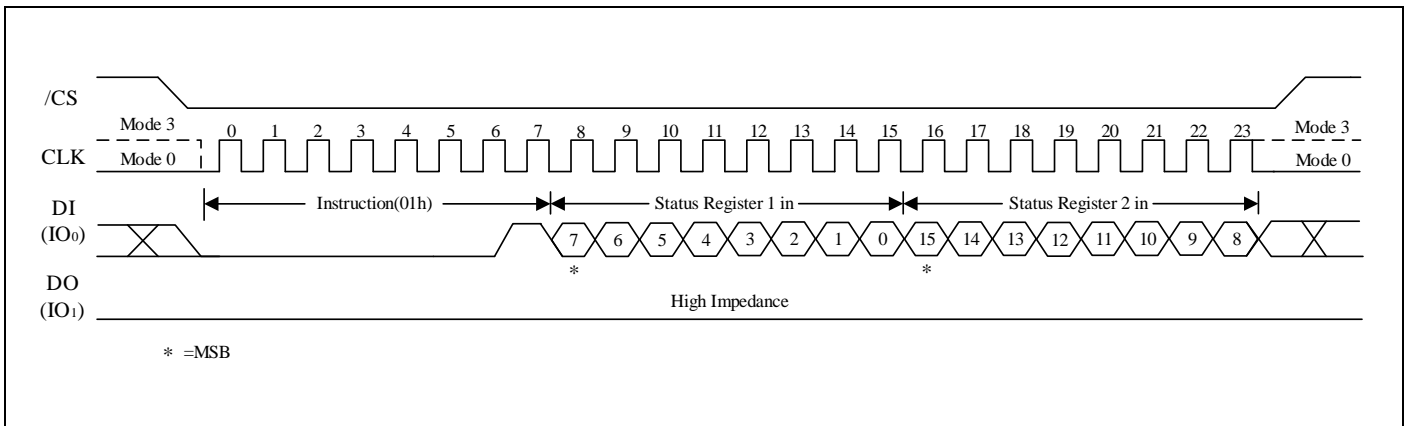 /CS
Mode 3 0 1 2 3 4 5 6 7 8 9 10 11 12 13 14 15 16 17 18 19 20 21 22 23 Mode 3
CLK Mode 0 Mode 0
DI Instruction(01h) Status Register 1 in Status Register 2 in
(IO0) 7 6 5 4 3 2 1 0 15 14 13 12 11 10 9 8
* *
DO
High Impedance
(IO1)
* =MSB